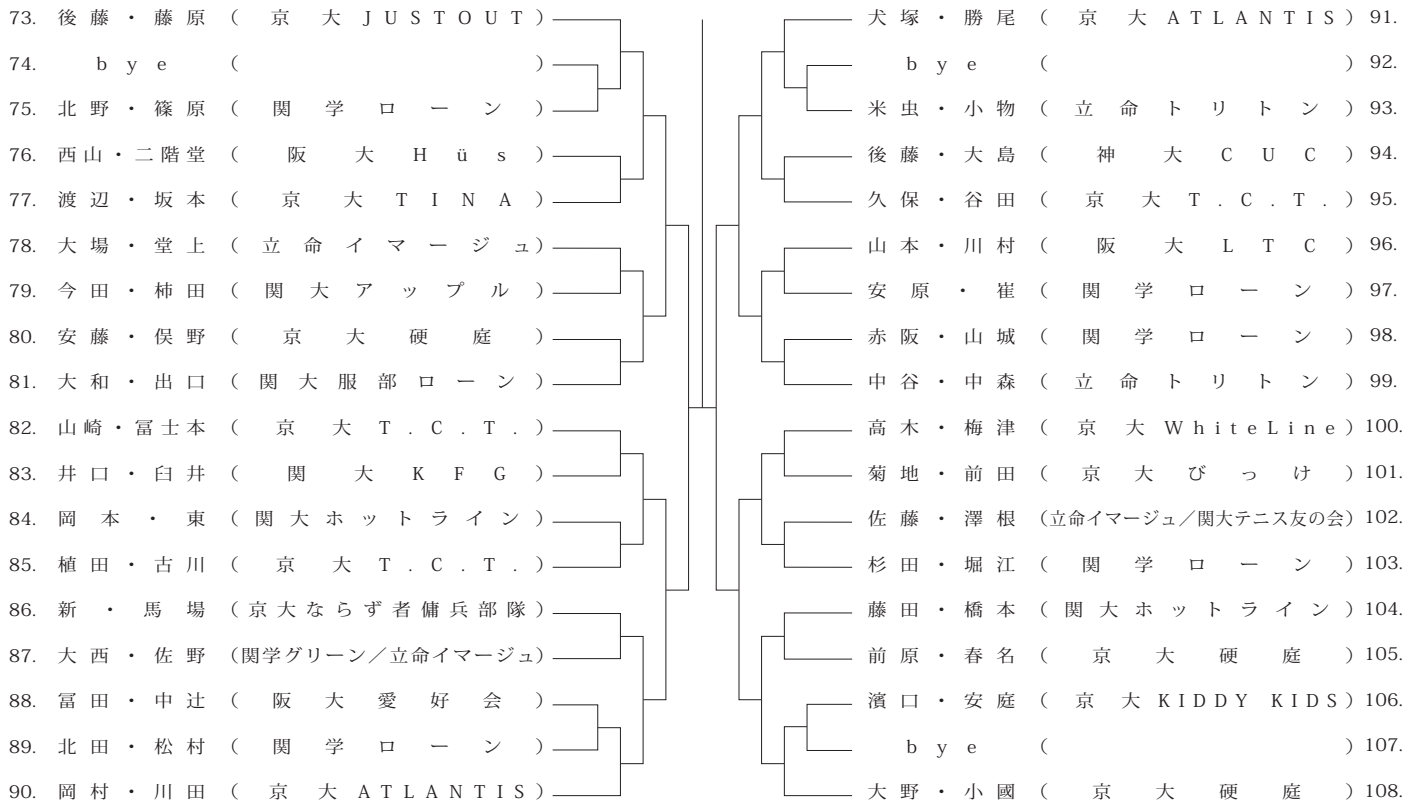 73. 後藤・藤原 (京大JUSTOUT)
74. bye ( )
75. 北野・篠原 (関学ローン)
76. 西山・二階堂 (阪大Hüs)
77. 渡辺・坂本 (京大TINA)
78. 大場・堂上 (立命イマージュ)
79. 今田・柿田 (関大アップル)
80. 安藤・俣野 (京大硬庭)
81. 大和・出口 (関大服部ローン)
82. 山崎・冨士本 (京大T.C.T.)
83. 井口・臼井 (関大KFG)
84. 岡本・東 (関大ホットライン)
85. 植田・古川 (京大T.C.T.)
86. 新・馬場 (京大ならず者傭兵部隊)
87. 大西・佐野 (関学グリーン/立命イマージュ)
88. 冨田・中辻 (阪大愛好会)
89. 北田・松村 (関学ローン)
90. 岡村・川田 (京大ATLANTIS)
犬塚・勝尾 (京大ATLANTIS) 91.
bye ( ) 92.
米虫・小物 (立命トリトン) 93.
後藤・大島 (神大CUC) 94.
久保・谷田 (京大T.C.T.) 95.
山本・川村 (阪大LTC) 96.
安原・崔 (関学ローン) 97.
赤阪・山城 (関学ローン) 98.
中谷・中森 (立命トリトン) 99.
高木・梅津 (京大WhiteLine) 100.
菊地・前田 (京大びっけ) 101.
佐藤・澤根 (立命イマージュ/関大テニス友の会) 102.
杉田・堀江 (関学ローン) 103.
藤田・橋本 (関大ホットライン) 104.
前原・春名 (京大硬庭) 105.
濱口・安庭 (京大KIDDY KIDS) 106.
bye ( ) 107.
大野・小國 (京大硬庭) 108.